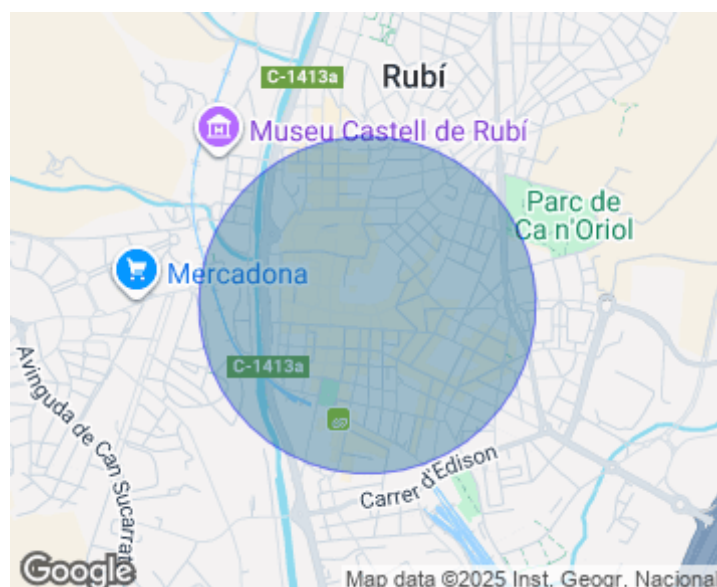 C-1413a
Rubí
Museu Castell de Rubí
Parc de
Ca n'Oriol
Mercadona
C-1413a
Avinguda de Can Sucarrats
Carrer d'Edison
Google
Map data ©2025 Inst. Geogr. Nacional